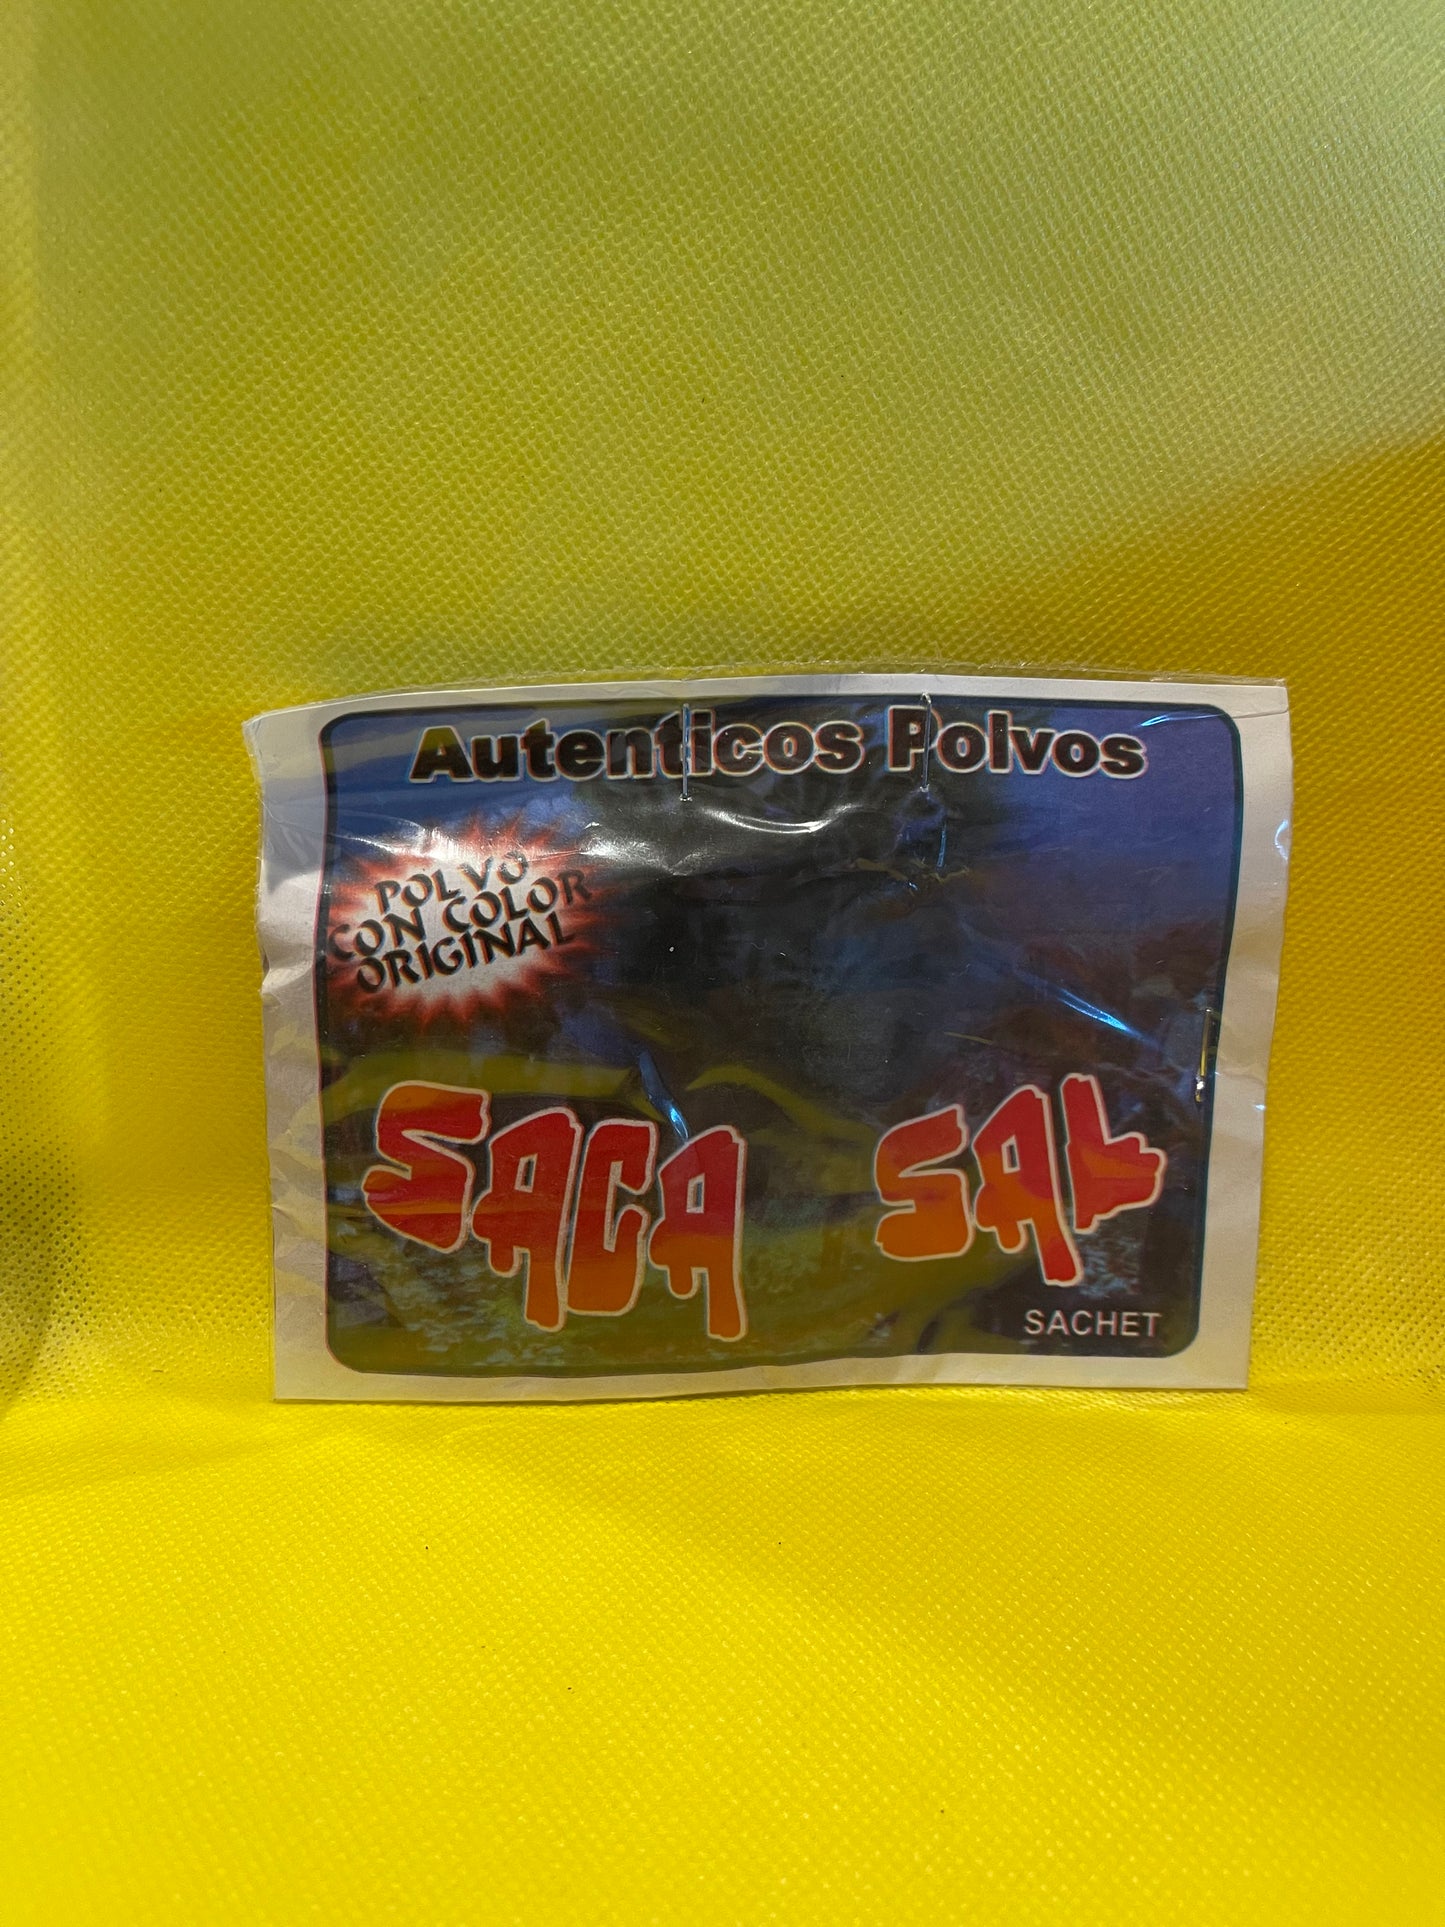 Autenticos Polvos
POLVO
CON COLOR
ORIGINAL
SACA SAL
SACHET